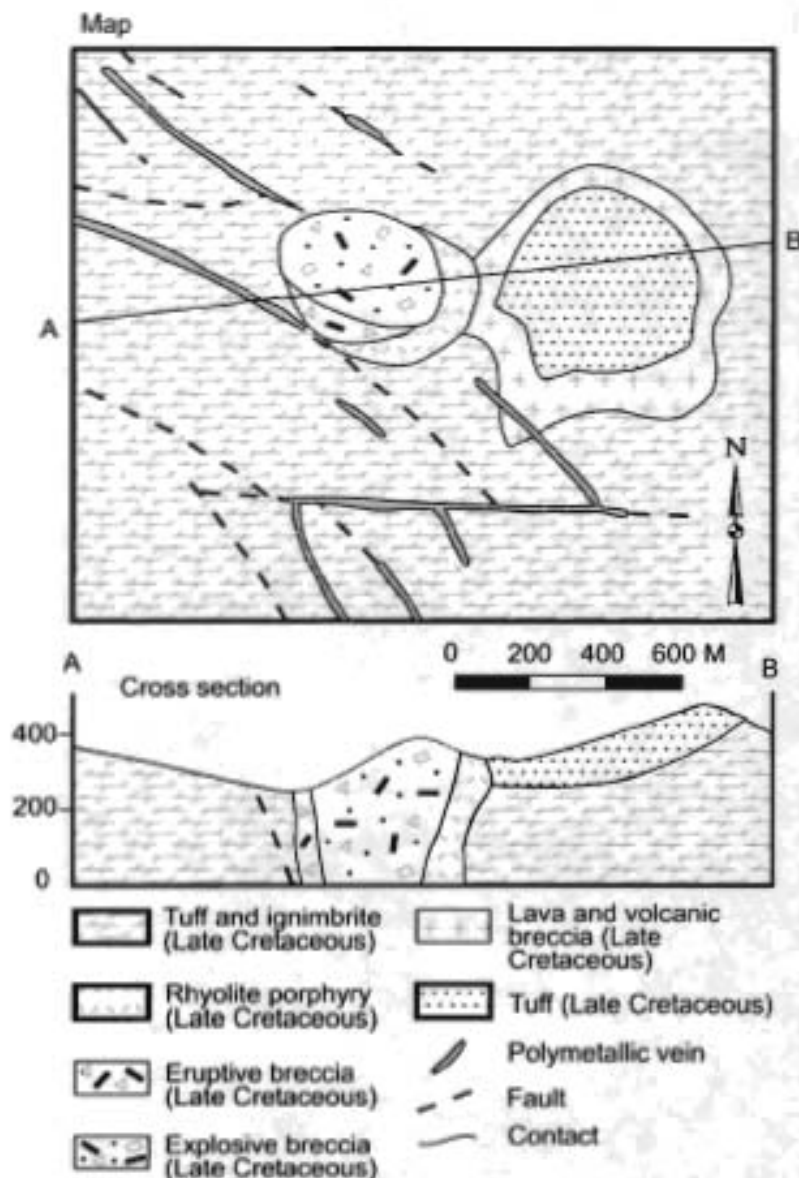 Map
A
B
N
A
0 200 400 600 M
B
Cross section
400
200
0
Tuff and ignimbrite
(Late Cretaceous)
Rhyolite porphyry
(Late Cretaceous)
Eruptive breccia
(Late Cretaceous)
Explosive breccia
(Late Cretaceous)
Lava and volcanic
breccia (Late
Cretaceous)
Tuff (Late Cretaceous)
Polymetallic vein
Fault
Contact